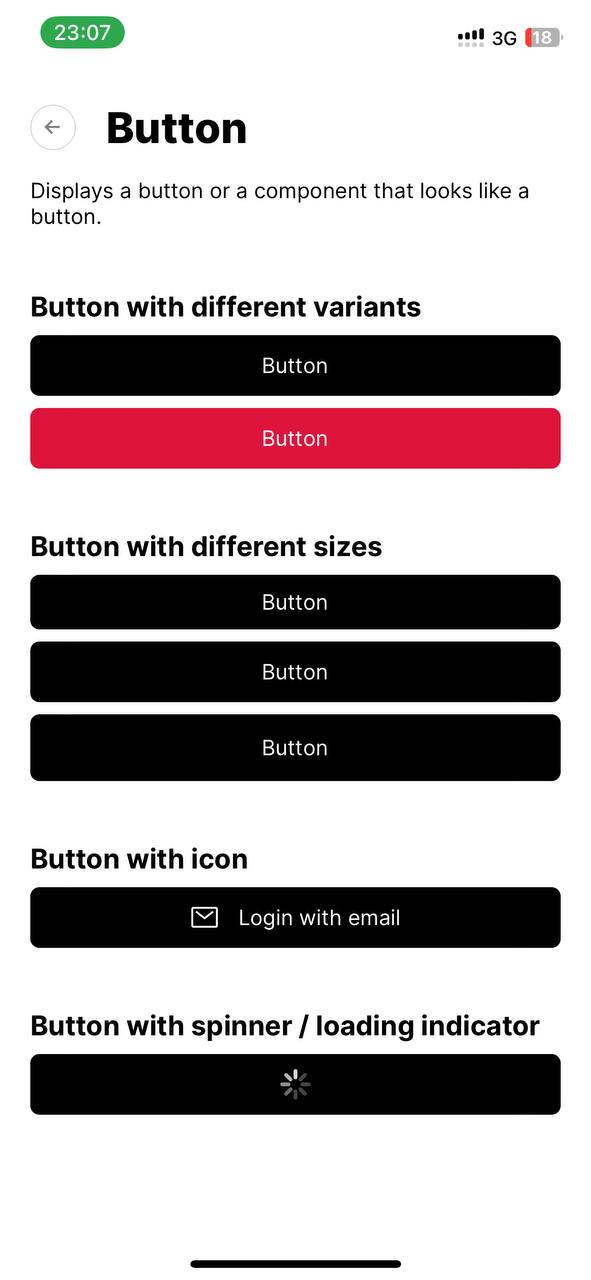 23:07
3G 18
Button
Displays a button or a component that looks like a
button.
Button with different variants
Button
Button
Button with different sizes
Button
Button
Button
Button with icon
Login with email
Button with spinner / loading indicator